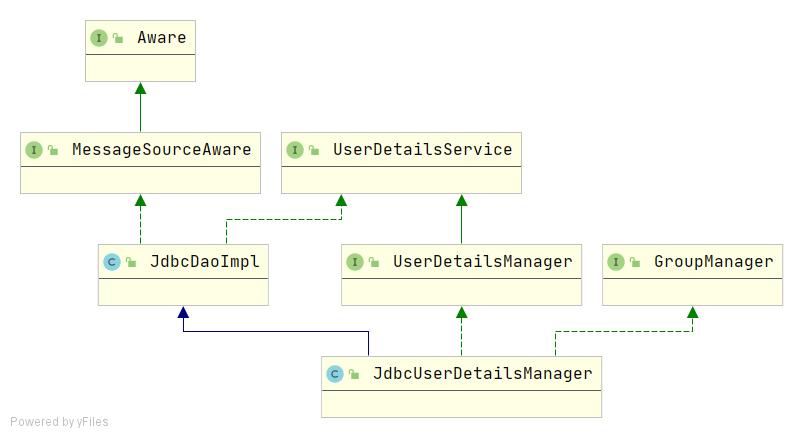 I Aware
I MessageSourceAware
I UserDetailsService
C JdbcDaoImpl
I UserDetailsManager
I GroupManager
C JdbcUserDetailsManager
Powered by yFiles